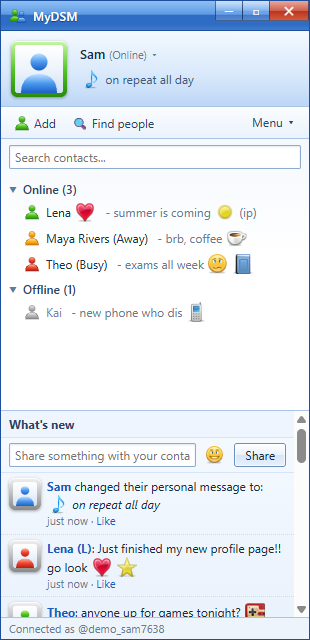 MyDSM
Sam (Online)
on repeat all day
Add Find people Menu
Search contacts...
Online (3)
Lena - summer is coming (ip)
Maya Rivers (Away) - brb, coffee
Theo (Busy) - exams all week
Offline (1)
Kai - new phone who dis
What's new
Share something with your conta Share
Sam changed their personal message to:
on repeat all day
just now · Like
Lena (L): Just finished my new profile page!!
go look
just now · Like
Theo: anyone up for games tonight?
Connected as @demo_sam7638